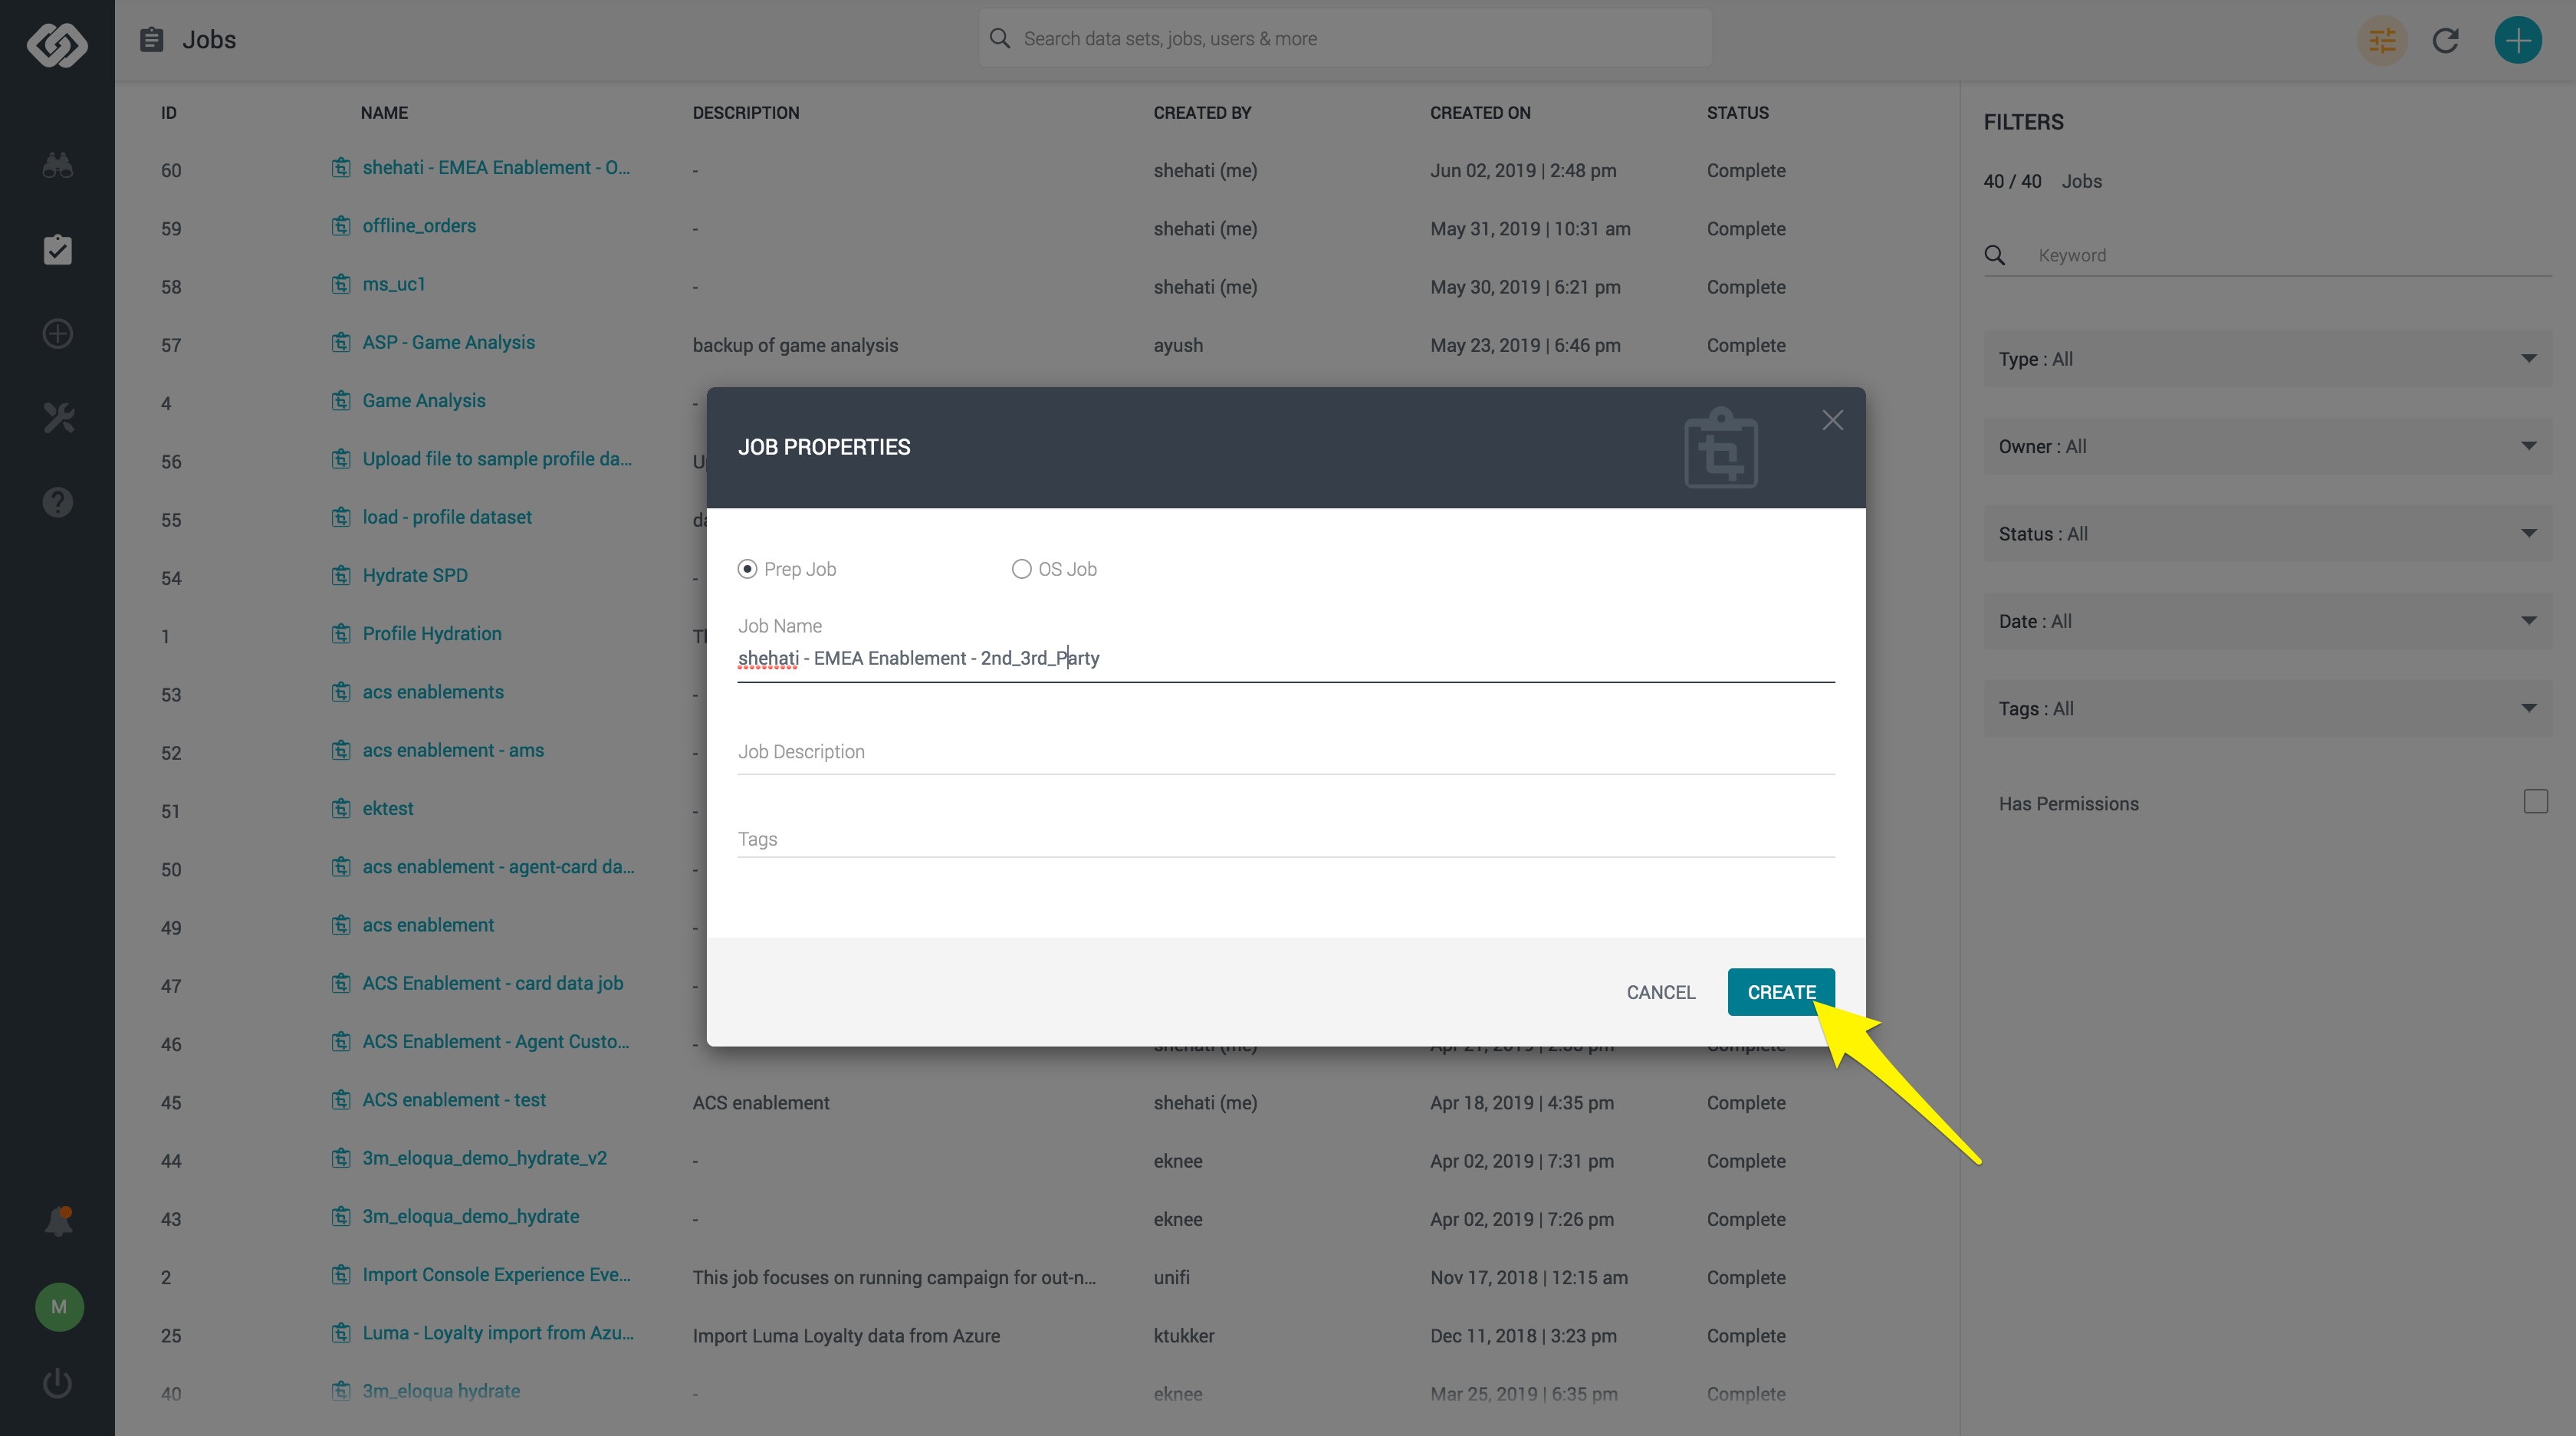 Jobs
Search data sets, jobs, users & more
ID NAME DESCRIPTION CREATED BY CREATED ON STATUS
60 shehati - EMEA Enablement - O... - shehati (me) Jun 02, 2019 | 2:48 pm Complete
59 offline_orders - shehati (me) May 31, 2019 | 10:31 am Complete
58 ms_uc1 - shehati (me) May 30, 2019 | 6:21 pm Complete
57 ASP - Game Analysis backup of game analysis ayush May 23, 2019 | 6:46 pm Complete
4 Game Analysis -
56 Upload file to sample profile da...
55 load - profile dataset
54 Hydrate SPD -
1 Profile Hydration
53 acs enablements -
52 acs enablement - ams -
51 ektest -
50 acs enablement - agent-card da... -
49 acs enablement -
47 ACS Enablement - card data job -
46 ACS Enablement - Agent Custo... -
45 ACS enablement - test ACS enablement shehati (me) Apr 18, 2019 | 4:35 pm Complete
44 3m_eloqua_demo_hydrate_v2 - eknee Apr 02, 2019 | 7:31 pm Complete
43 3m_eloqua_demo_hydrate - eknee Apr 02, 2019 | 7:26 pm Complete
2 Import Console Experience Eve... This job focuses on running campaign for out-n... unifi Nov 17, 2018 | 12:15 am Complete
25 Luma - Loyalty import from Azu... Import Luma Loyalty data from Azure ktukker Dec 11, 2018 | 3:23 pm Complete
40 3m_eloqua hydrate - eknee Mar 25, 2019 | 6:35 pm Complete
JOB PROPERTIES
Prep Job OS Job
Job Name
shehati - EMEA Enablement - 2nd_3rd_Party
Job Description
Tags
CANCEL CREATE
FILTERS
40 / 40 Jobs
Keyword
Type : All
Owner : All
Status : All
Date : All
Tags : All
Has Permissions
M